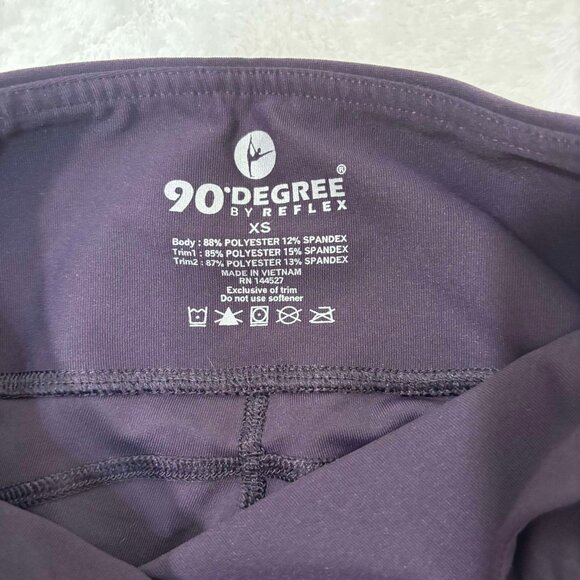 90°DEGREE®
BY REFLEX
XS
Body : 88% POLYESTER 12% SPANDEX
Trim1 : 85% POLYESTER 15% SPANDEX
Trim2 : 87% POLYESTER 13% SPANDEX
MADE IN VIETNAM
RN 144527
Exclusive of trim
Do not use softener